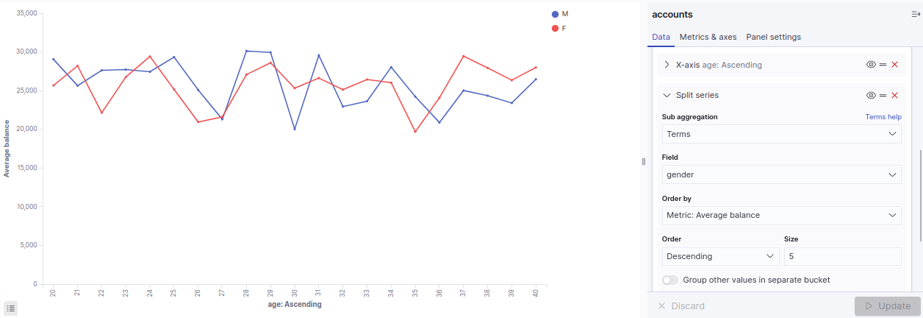 35,000
30,000
25,000
20,000
15,000
10,000
5,000
0
Average balance
20 21 22 23 24 25 26 27 28 29 30 31 32 33 34 35 36 37 38 39 40
age: Ascending
M
F
accounts
Data Metrics & axes Panel settings
X-axis age: Ascending
Split series
Sub aggregation Terms help
Terms
Field
gender
Order by
Metric: Average balance
Order Size
Descending 5
Group other values in separate bucket
Discard Update